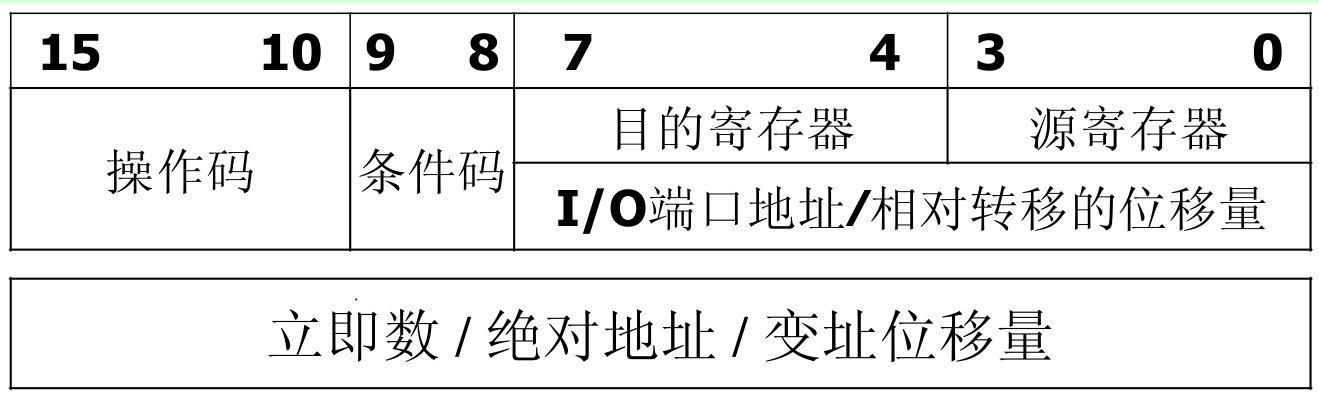 15 10 9 8 7 4 3 0
目的寄存器 源寄存器
操作码 条件码
I/O端口地址/相对转移的位移量
立即数 / 绝对地址 / 变址位移量